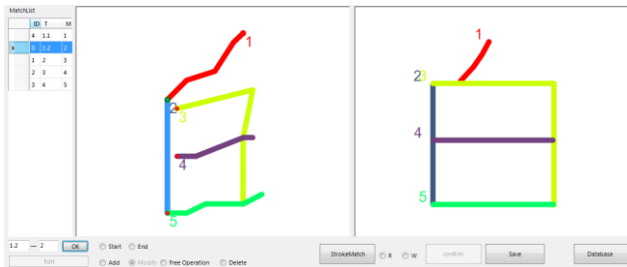 MatchList
ID T M
4 1.1 1
0 1.2 2
1 2 3
2 3 4
3 4 5
1
2
3
4
5
1
2
3
4
5
1.2 — 2 OK
Start End
Add Modify Free Operation Delete
StrokeMatch R W confirm Save Database